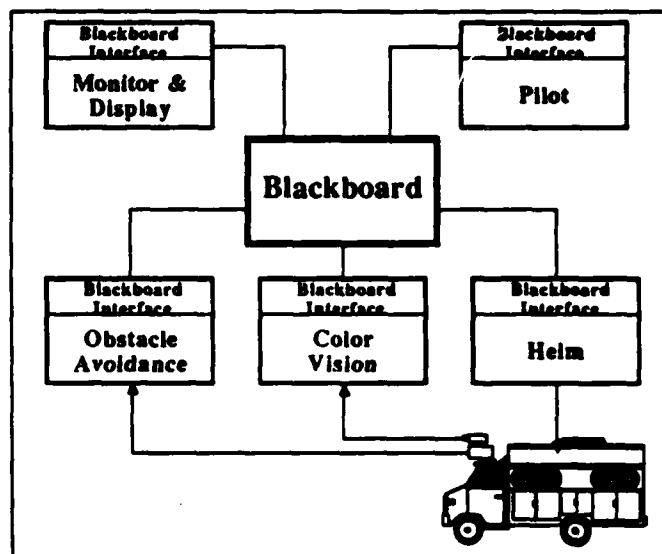 Blackboard
Interface
Monitor &
Display
Blackboard
Interface
Pilot
Blackboard
Blackboard
Interface
Obstacle
Avoidance
Blackboard
Interface
Color
Vision
Blackboard
Interface
Helm